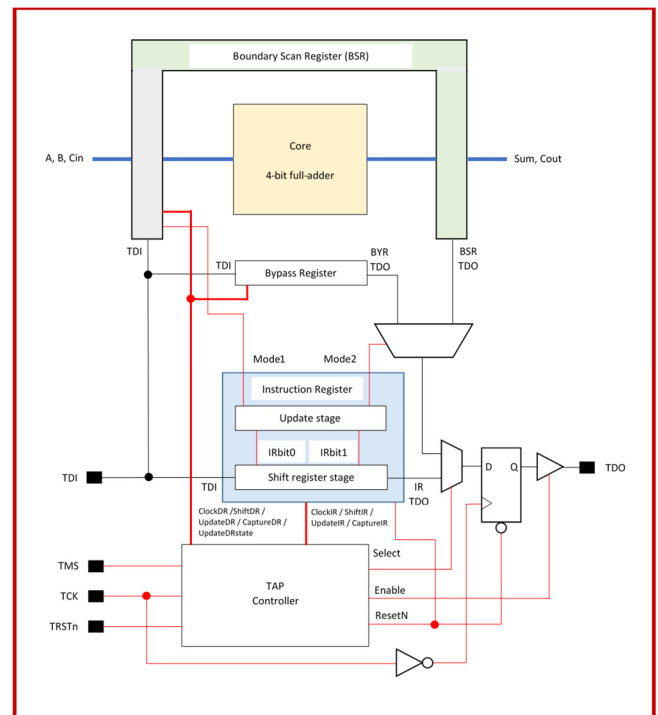 Boundary Scan Register (BSR)
Core
4-bit full-adder
A, B, Cin
Sum, Cout
TDI
BSR
TDO
TDI
BYR
TDO
Bypass Register
Mode1
Mode2
Instruction Register
Update stage
IRbit0
IRbit1
TDI
TDI
Shift register stage
IR
TDO
D
Q
TDO
ClockDR /ShiftDR /
UpdateDR / CaptureDR /
UpdateDRstate
ClockIR / ShiftIR /
UpdateIR / CaptureIR
Select
TMS
TAP
Controller
Enable
TCK
ResetN
TRSTn